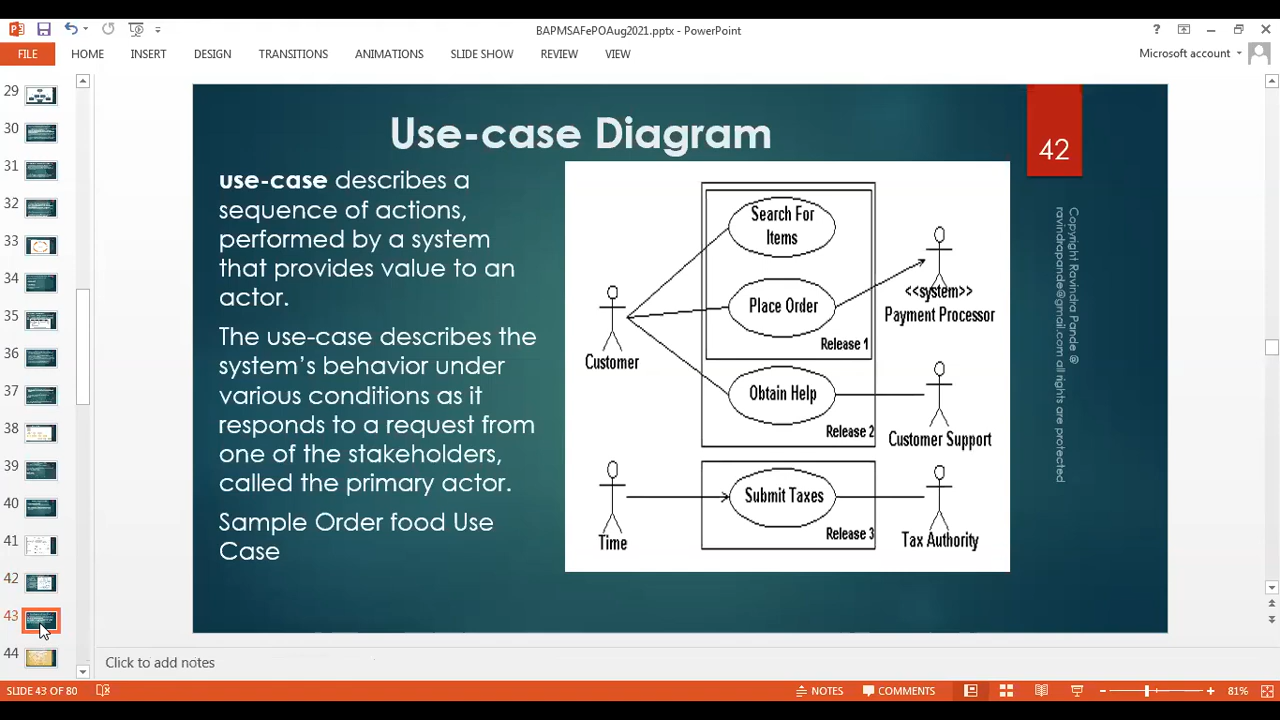 BAPMSAFePOAug2021.pptx - PowerPoint
?
FILE HOME INSERT DESIGN TRANSITIONS ANIMATIONS SLIDE SHOW REVIEW VIEW
Microsoft account
29
30
31
32
33
34
35
36
37
38
39
40
41
42
43
44
Use-case Diagram
42
use-case describes a
sequence of actions,
performed by a system
that provides value to an
actor.
The use-case describes the
system's behavior under
various conditions as it
responds to a request from
one of the stakeholders,
called the primary actor.
Sample Order food Use
Case
Search For
Items
Place Order
Release 1
Customer
<<system>>
Payment Processor
Obtain Help
Release 2
Customer Support
Time
Submit Taxes
Release 3
Tax Authority
Copyright Ravindra Pande @
ravindrapande@gmail.com all rights are protected
Click to add notes
SLIDE 43 OF 80
NOTES
COMMENTS
81%